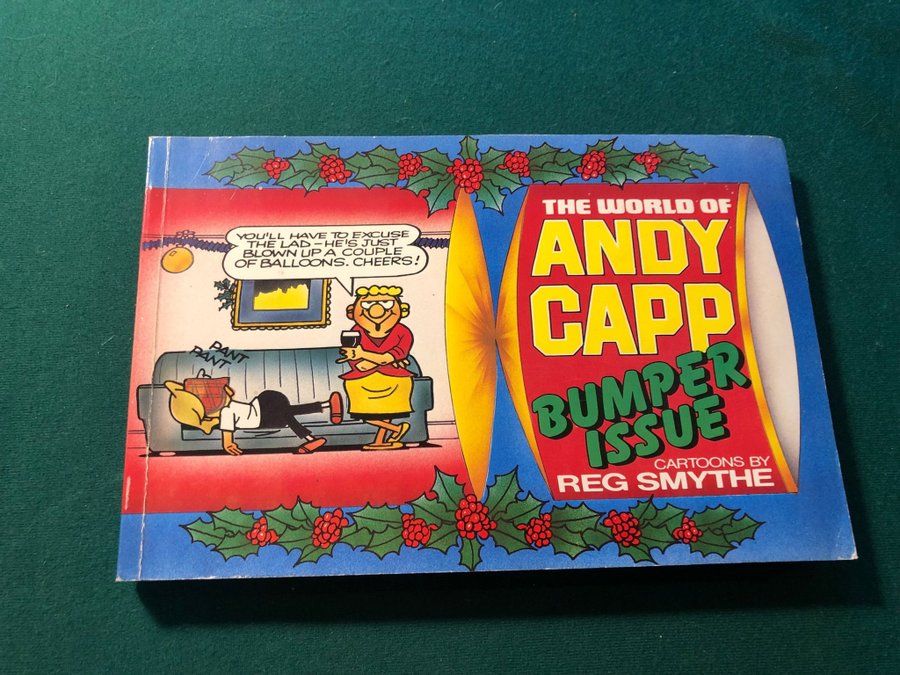 YOU'LL HAVE TO EXCUSE
THE LAD – HE'S JUST
BLOWN UP A COUPLE
OF BALLOONS. CHEERS!
PANT
PANT
THE WORLD OF
ANDY
CAPP
BUMPER
ISSUE
CARTOONS BY
REG SMYTHE